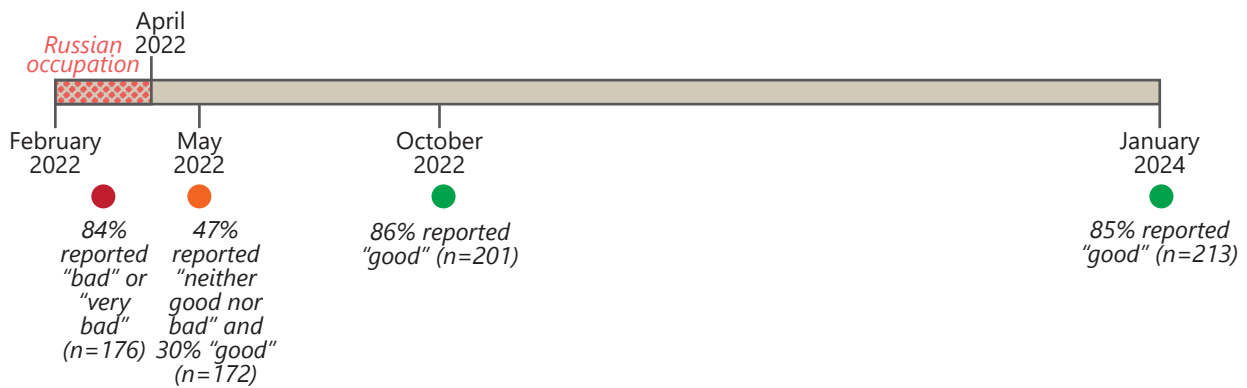 April
2022
Russian
occupation
February
2022
May
2022
October
2022
January
2024
84%
reported
“bad” or
“very
bad”
(n=176)
47%
reported
“neither
good nor
bad” and
30% “good”
(n=172)
86% reported
“good” (n=201)
85% reported
“good” (n=213)